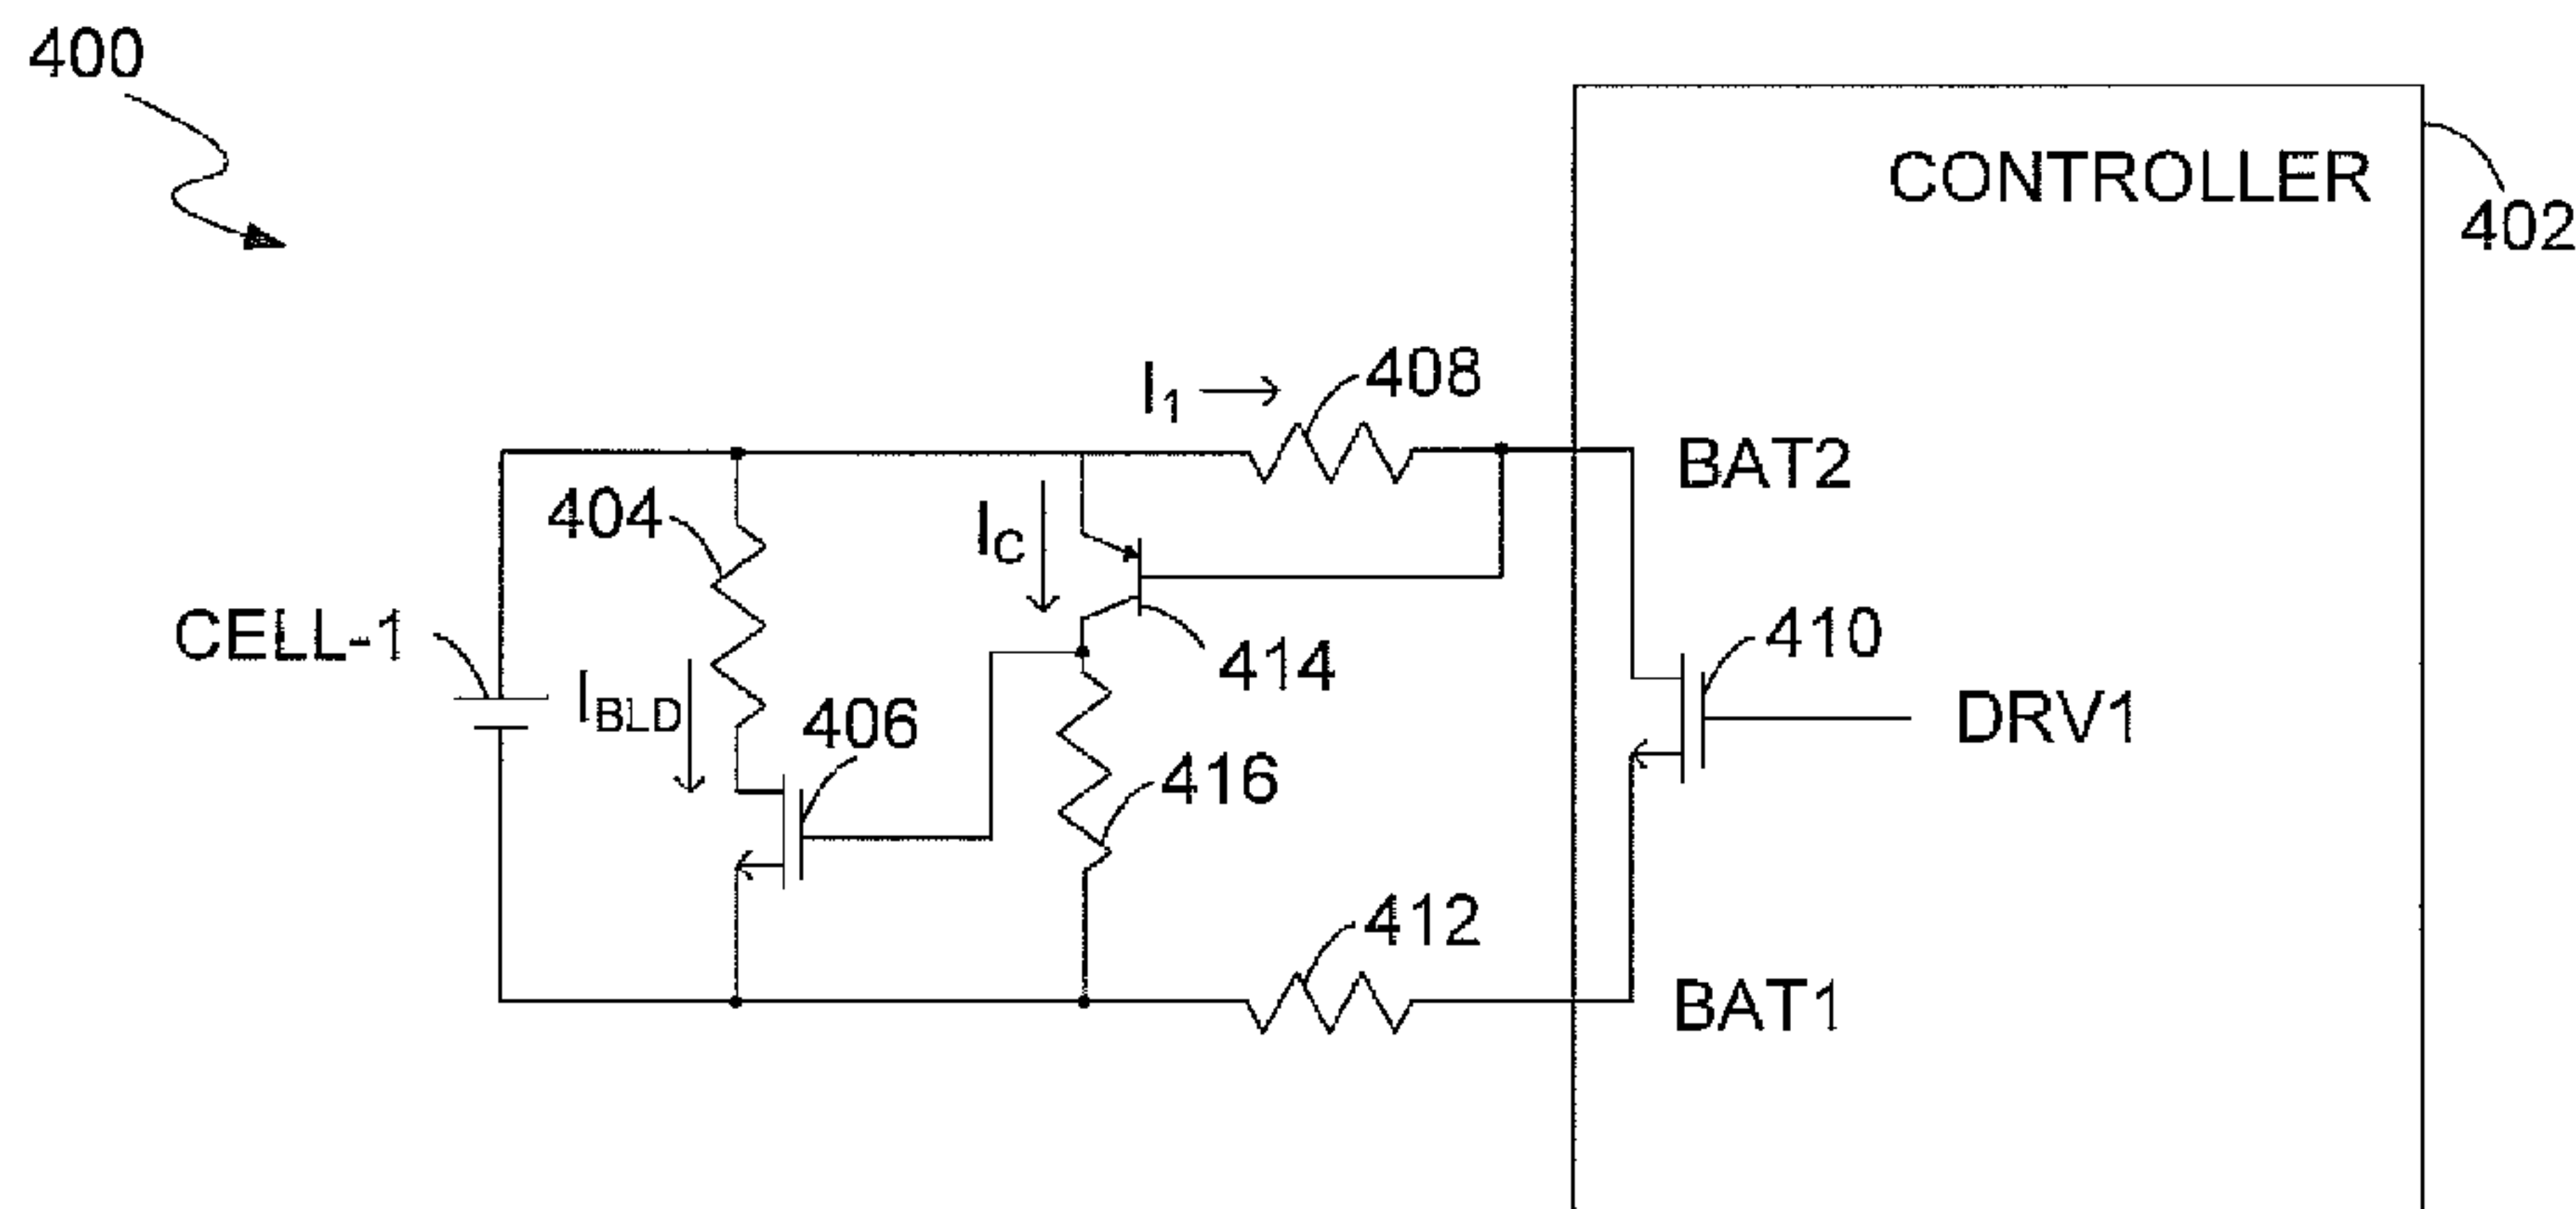 400
CONTROLLER
402
I1
408
BAT2
404
IC
CELL-1
414
410
IBLD
406
DRV1
416
412
BAT1